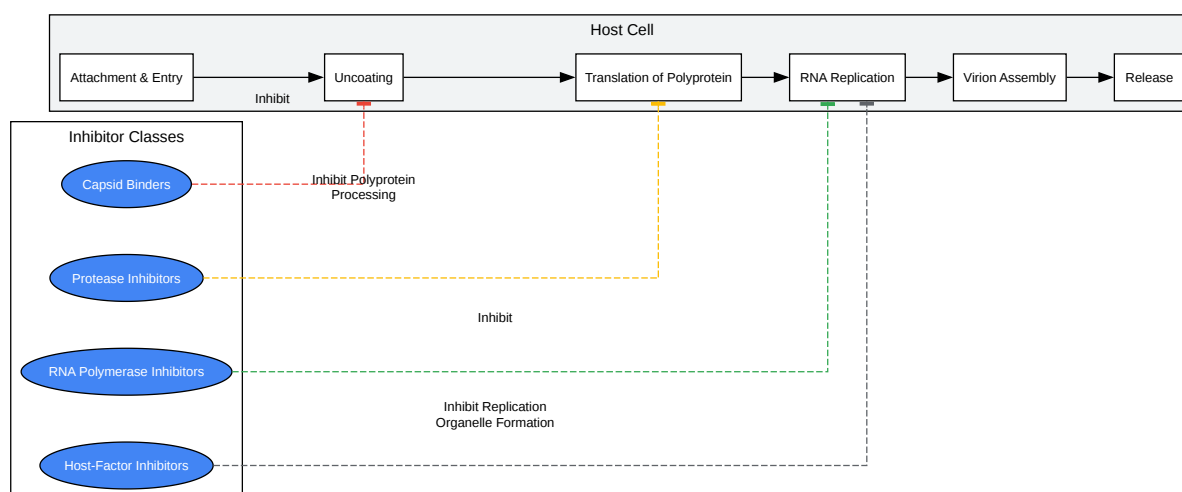 Host Cell
Attachment & Entry
Uncoating
Translation of Polyprotein
RNA Replication
Virion Assembly
Release
Inhibit
Inhibitor Classes
Capsid Binders
Inhibit Polyprotein
Processing
Protease Inhibitors
Inhibit
RNA Polymerase Inhibitors
Inhibit Replication
Organelle Formation
Host-Factor Inhibitors